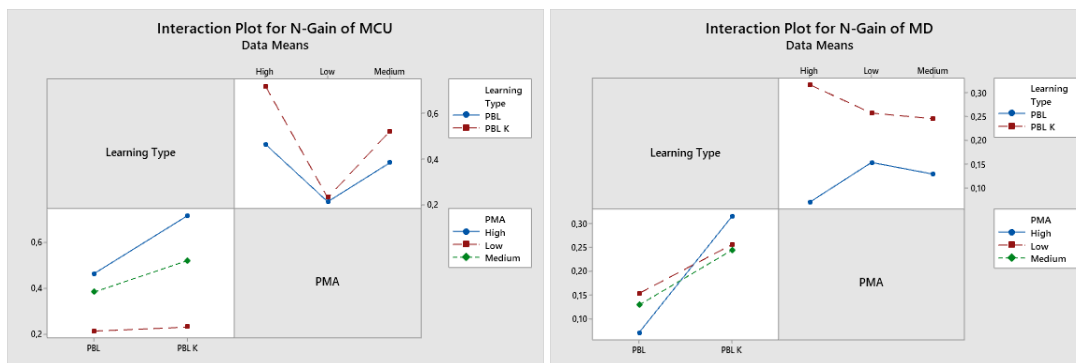 Interaction Plot for N-Gain of MCU
Data Means
High Low Medium
Learning Type
0,6
0,4
0,2
Learning
Type
PBL
PBL K
0,6
0,4
0,2
PBL PBL K
PMA
PMA
High
Low
Medium
Interaction Plot for N-Gain of MD
Data Means
High Low Medium
Learning Type
0,30
0,25
0,20
0,15
0,10
Learning
Type
PBL
PBL K
0,30
0,25
0,20
0,15
0,10
PBL PBL K
PMA
PMA
High
Low
Medium